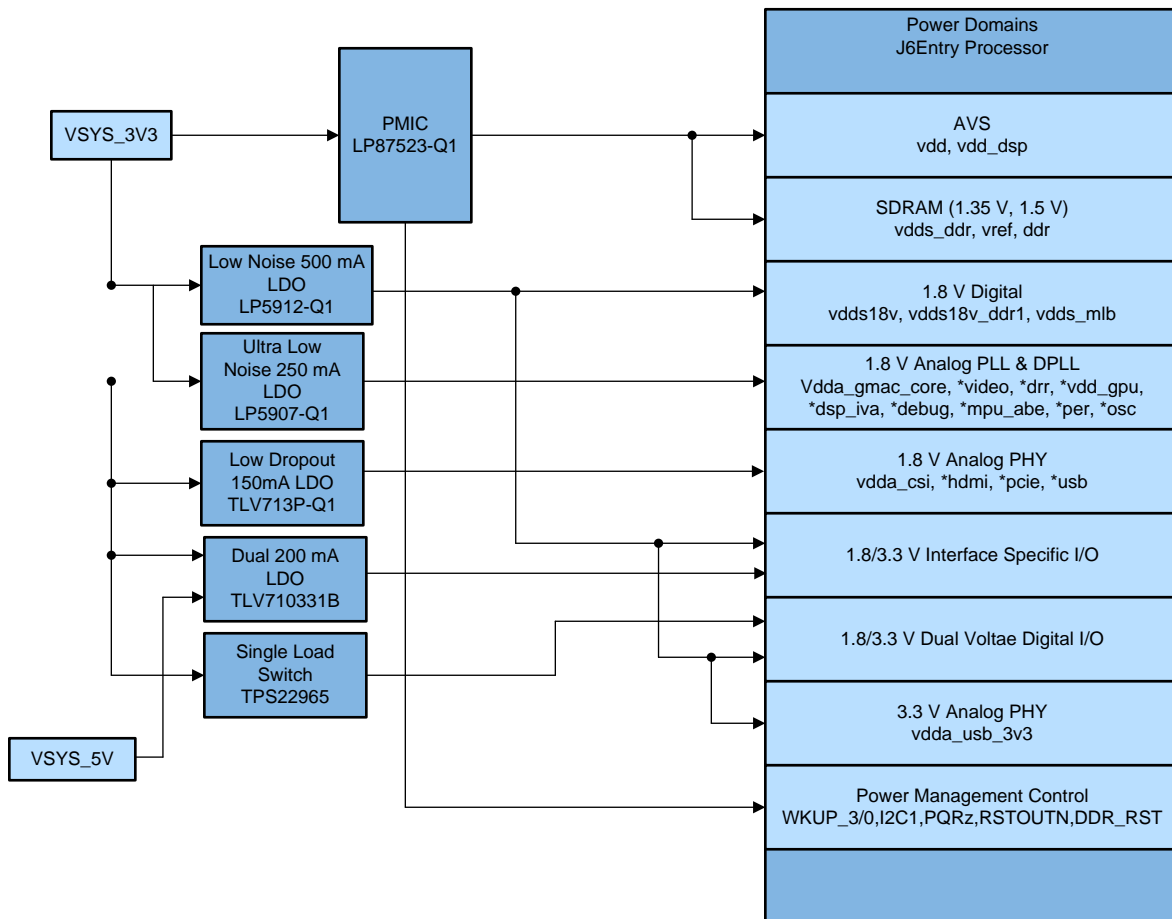 Power Domains
J6Entry Processor
VSYS_3V3
PMIC
LP87523-Q1
AVS
vdd, vdd_dsp
SDRAM (1.35 V, 1.5 V)
vdds_ddr, vref, ddr
Low Noise 500 mA
LDO
LP5912-Q1
1.8 V Digital
vdds18v, vdds18v_ddr1, vdds_mlb
Ultra Low
Noise 250 mA
LDO
LP5907-Q1
1.8 V Analog PLL & DPLL
Vdda_gmac_core, *video, *drr, *vdd_gpu,
*dsp_iva, *debug, *mpu_abe, *per, *osc
Low Dropout
150mA LDO
TLV713P-Q1
1.8 V Analog PHY
vdda_csi, *hdmi, *pcie, *usb
Dual 200 mA
LDO
TLV710331B
1.8/3.3 V Interface Specific I/O
Single Load
Switch
TPS22965
1.8/3.3 V Dual Voltae Digital I/O
3.3 V Analog PHY
vdda_usb_3v3
VSYS_5V
Power Management Control
WKUP_3/0,I2C1,PQRz,RSTOUTN,DDR_RST